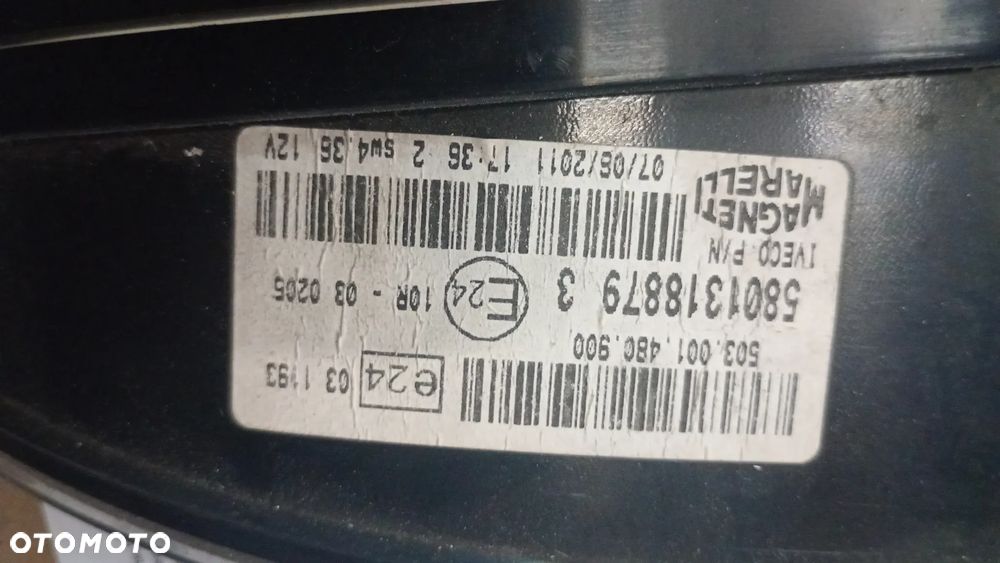 503.001.480.900
e24 03 1193
5801318879 3
E24 10R - 03 0205
IVECO P/N
MAGNETI
MARELLI
07/06/2011 17:36 2 sw4.36 12V
OTOMOTO